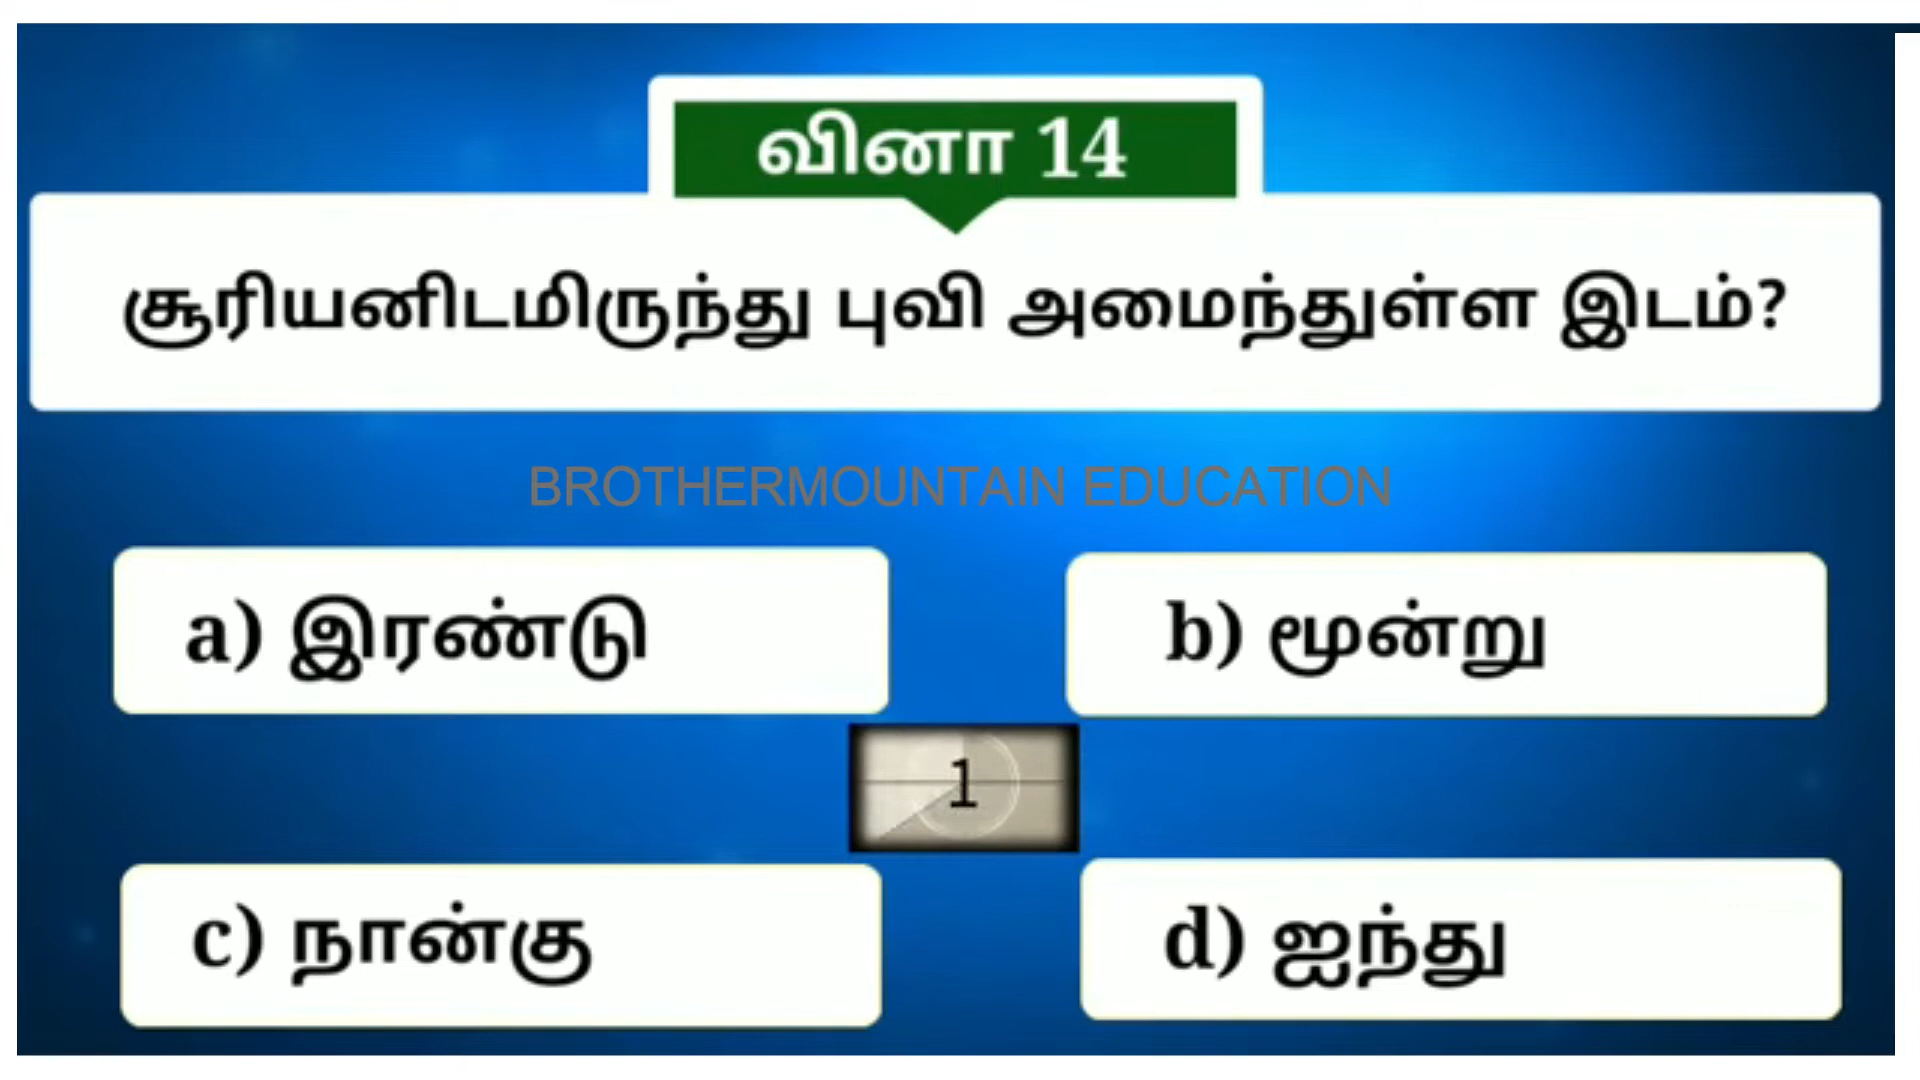 வினா 14
சூரியனிடமிருந்து புவி அமைந்துள்ள இடம்?
BROTHERMOUNTAIN EDUCATION
a) இரண்டு
b) மூன்று
1
c) நான்கு
d) ஐந்து